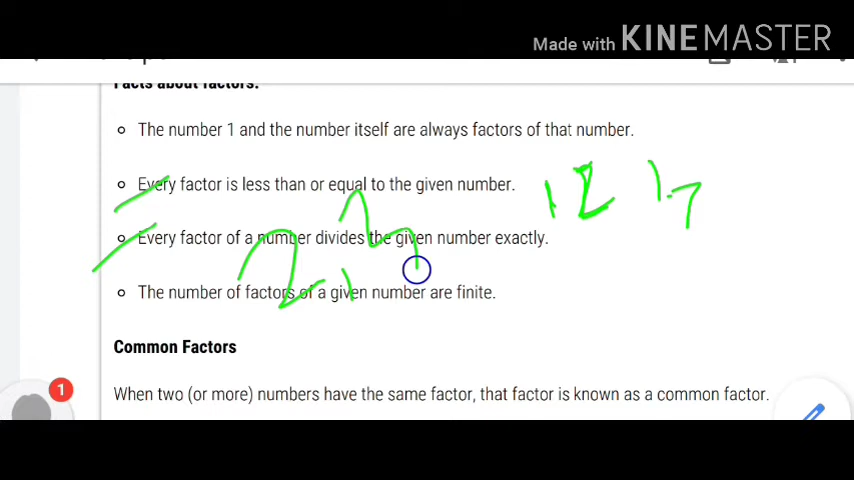 Made with KINEMASTER
Facts about factors:
The number 1 and the number itself are always factors of that number.
Every factor is less than or equal to the given number.
12 1,7
Every factor of a number divides the given number exactly.
2,
The number of factors of a given number are finite.
Common Factors
1
When two (or more) numbers have the same factor, that factor is known as a common factor.